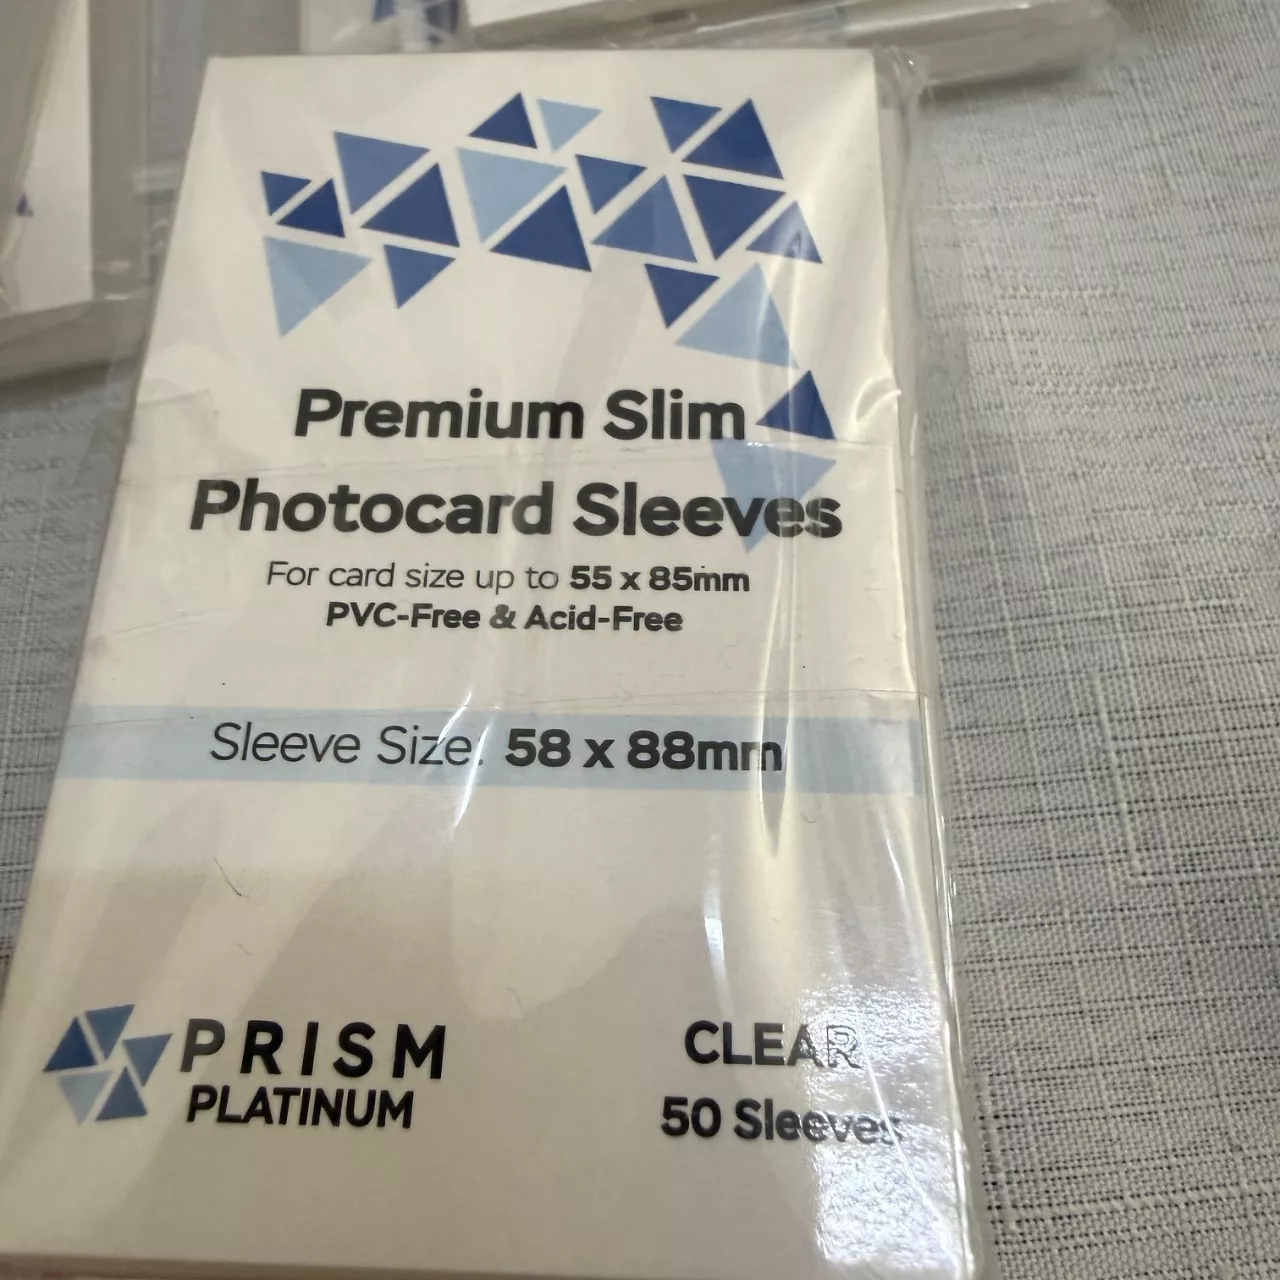 Premium Slim
Photocard Sleeves
For card size up to 55 x 85mm
PVC-Free & Acid-Free
Sleeve Size: 58 x 88mm
PRISM
PLATINUM
CLEAR
50 Sleeves